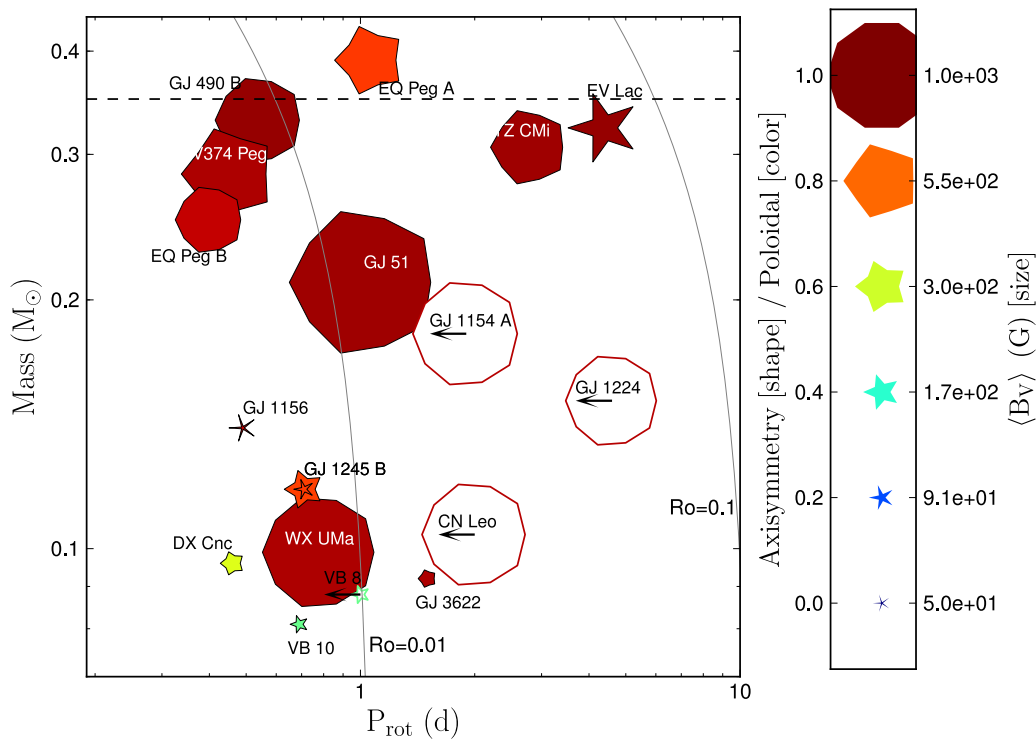 0.4
0.3
0.2
0.1
Mass (M⊙)
1
10
Prot (d)
GJ 490 B
EQ Peg A
EV Lac
YZ CMi
V374 Peg
EQ Peg B
GJ 51
GJ 1154 A
GJ 1224
GJ 1156
GJ 1245 B
Ro=0.1
CN Leo
WX UMa
DX Cnc
VB 8
GJ 3622
VB 10
Ro=0.01
Axisymmetry [shape] / Poloidal [color]
1.0
0.8
0.6
0.4
0.2
0.0
1.0e+03
5.5e+02
3.0e+02
1.7e+02
9.1e+01
5.0e+01
⟨Bv⟩ (G) [size]